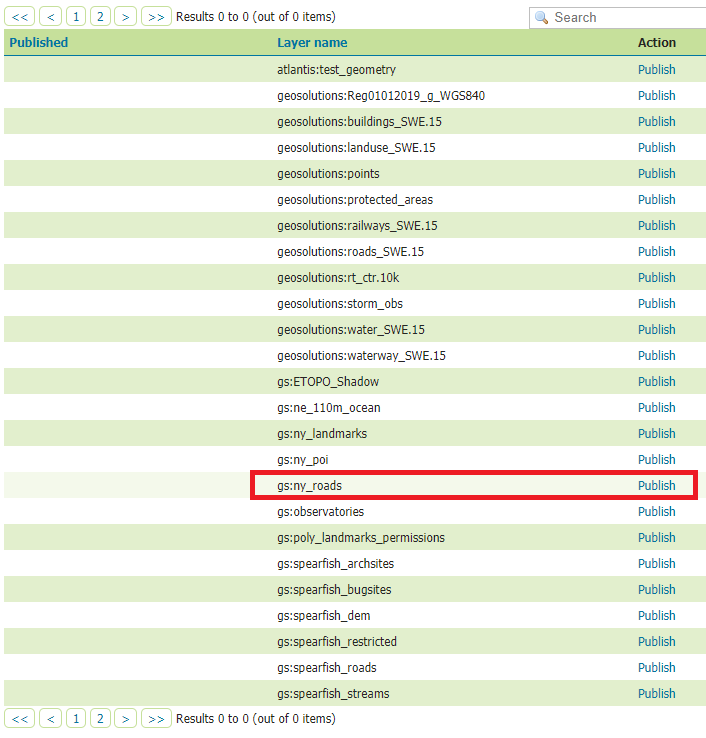 << < 1 2 > >> Results 0 to 0 (out of 0 items) Search
Published Layer name Action
atlantis:test_geometry Publish
geosolutions:Reg01012019_g_WGS840 Publish
geosolutions:buildings_SWE.15 Publish
geosolutions:landuse_SWE.15 Publish
geosolutions:points Publish
geosolutions:protected_areas Publish
geosolutions:railways_SWE.15 Publish
geosolutions:roads_SWE.15 Publish
geosolutions:rt_ctr.10k Publish
geosolutions:storm_obs Publish
geosolutions:water_SWE.15 Publish
geosolutions:waterway_SWE.15 Publish
gs:ETOPO_Shadow Publish
gs:ne_110m_ocean Publish
gs:ny_landmarks Publish
gs:ny_poi Publish
gs:ny_roads Publish
gs:observatories Publish
gs:poly_landmarks_permissions Publish
gs:spearfish_archsites Publish
gs:spearfish_bugsites Publish
gs:spearfish_dem Publish
gs:spearfish_restricted Publish
gs:spearfish_roads Publish
gs:spearfish_streams Publish
<< < 1 2 > >> Results 0 to 0 (out of 0 items)